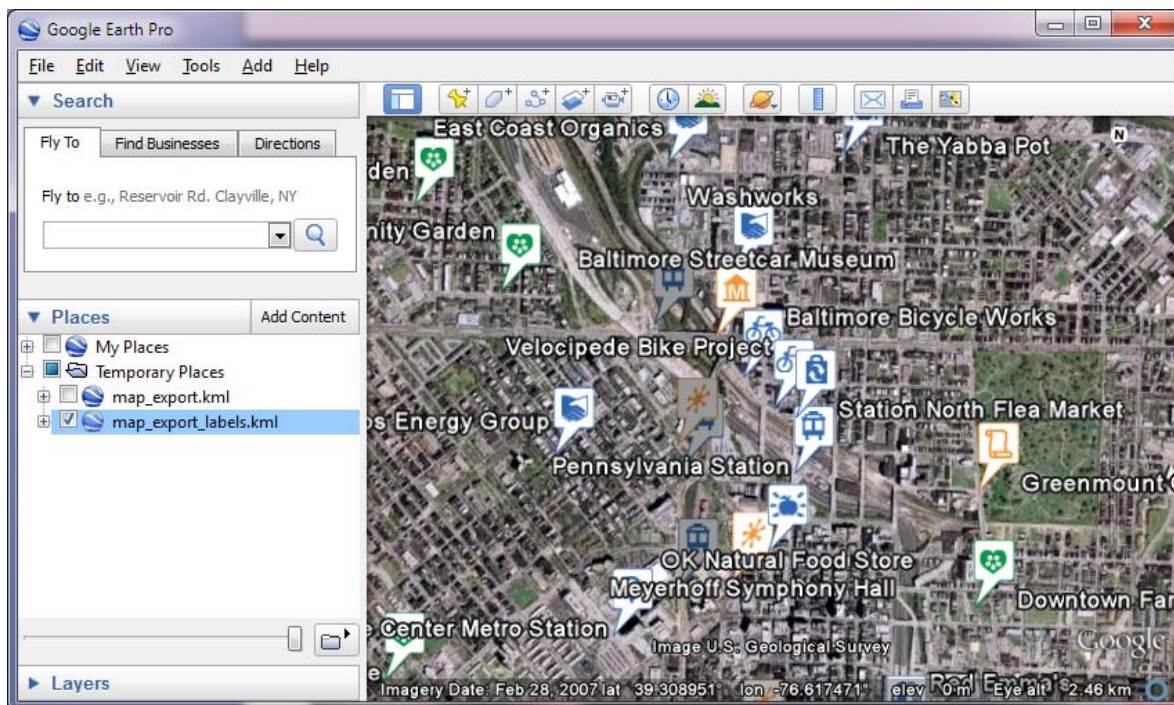 Google Earth Pro
File Edit View Tools Add Help
Search
Fly To Find Businesses Directions
Fly to e.g., Reservoir Rd. Clayville, NY
Places Add Content
My Places
Temporary Places
map_export.kml
map_export_labels.kml
Layers
East Coast Organics
The Yabba Pot
N
den
Washworks
nity Garden
Baltimore Streetcar Museum
M
Baltimore Bicycle Works
Velocipede Bike Project
Station North Flea Market
os Energy Group
Pennsylvania Station
Greenmount
OK Natural Food Store
Meyerhoff Symphony Hall
Downtown Far
e Center Metro Station
Google
Image U.S. Geological Survey
e
Red Emma's
Imagery Date: Feb 28, 2007 lat 39.308951° lon -76.617471° elev 0 m Eye alt 2.46 km